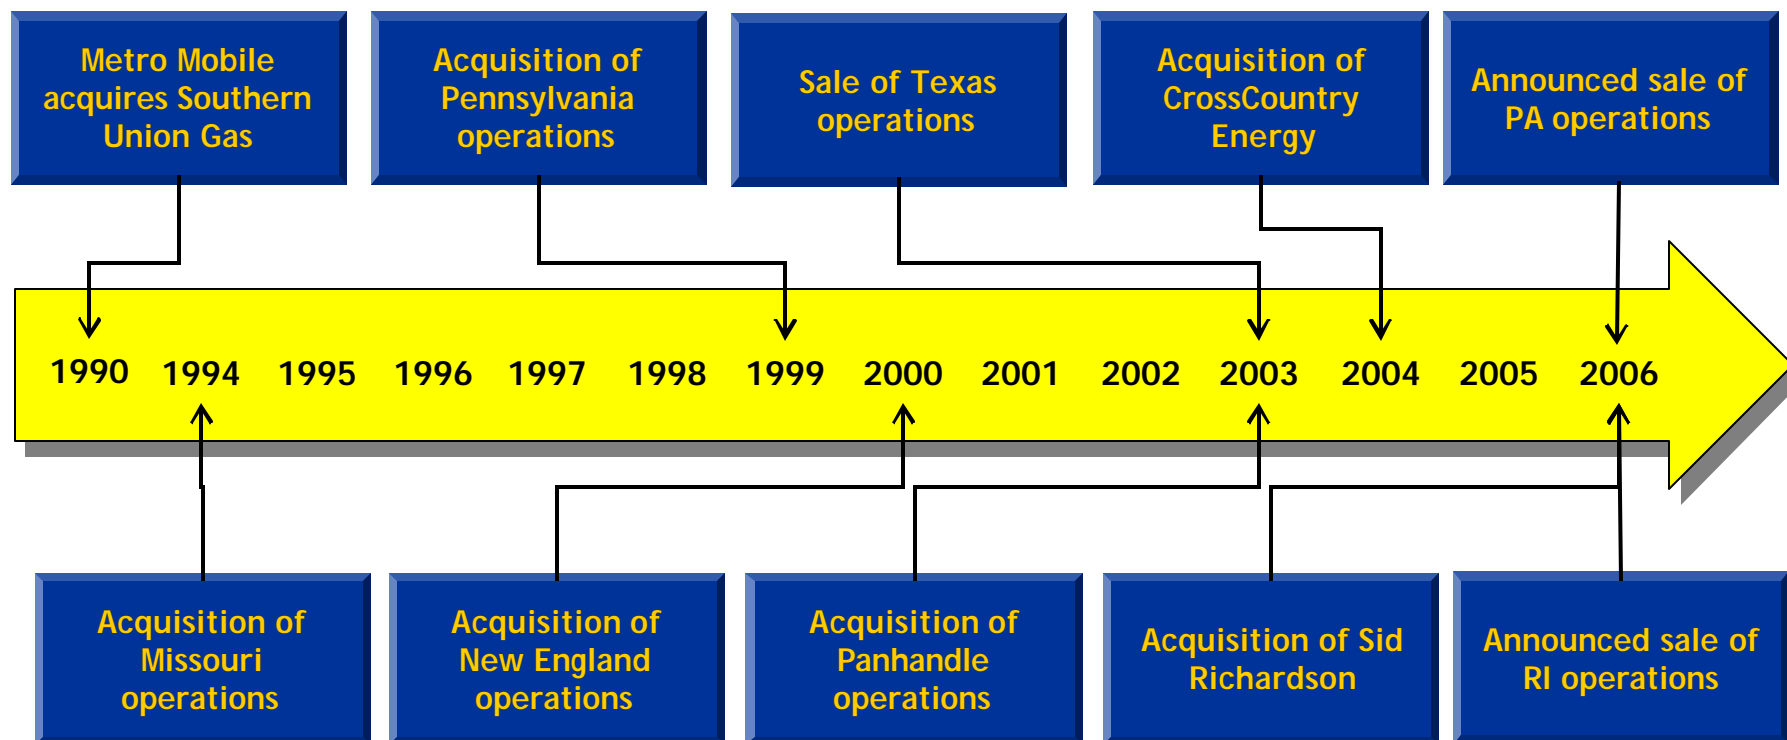 Metro Mobile
acquires Southern
Union Gas
Acquisition of
Pennsylvania
operations
Sale of Texas
operations
Acquisition of
CrossCountry
Energy
Announced sale of
PA operations
1990 1994 1995 1996 1997 1998 1999 2000 2001 2002 2003 2004 2005 2006
Acquisition of
Missouri
operations
Acquisition of
New England
operations
Acquisition of
Panhandle
operations
Acquisition of Sid
Richardson
Announced sale of
RI operations